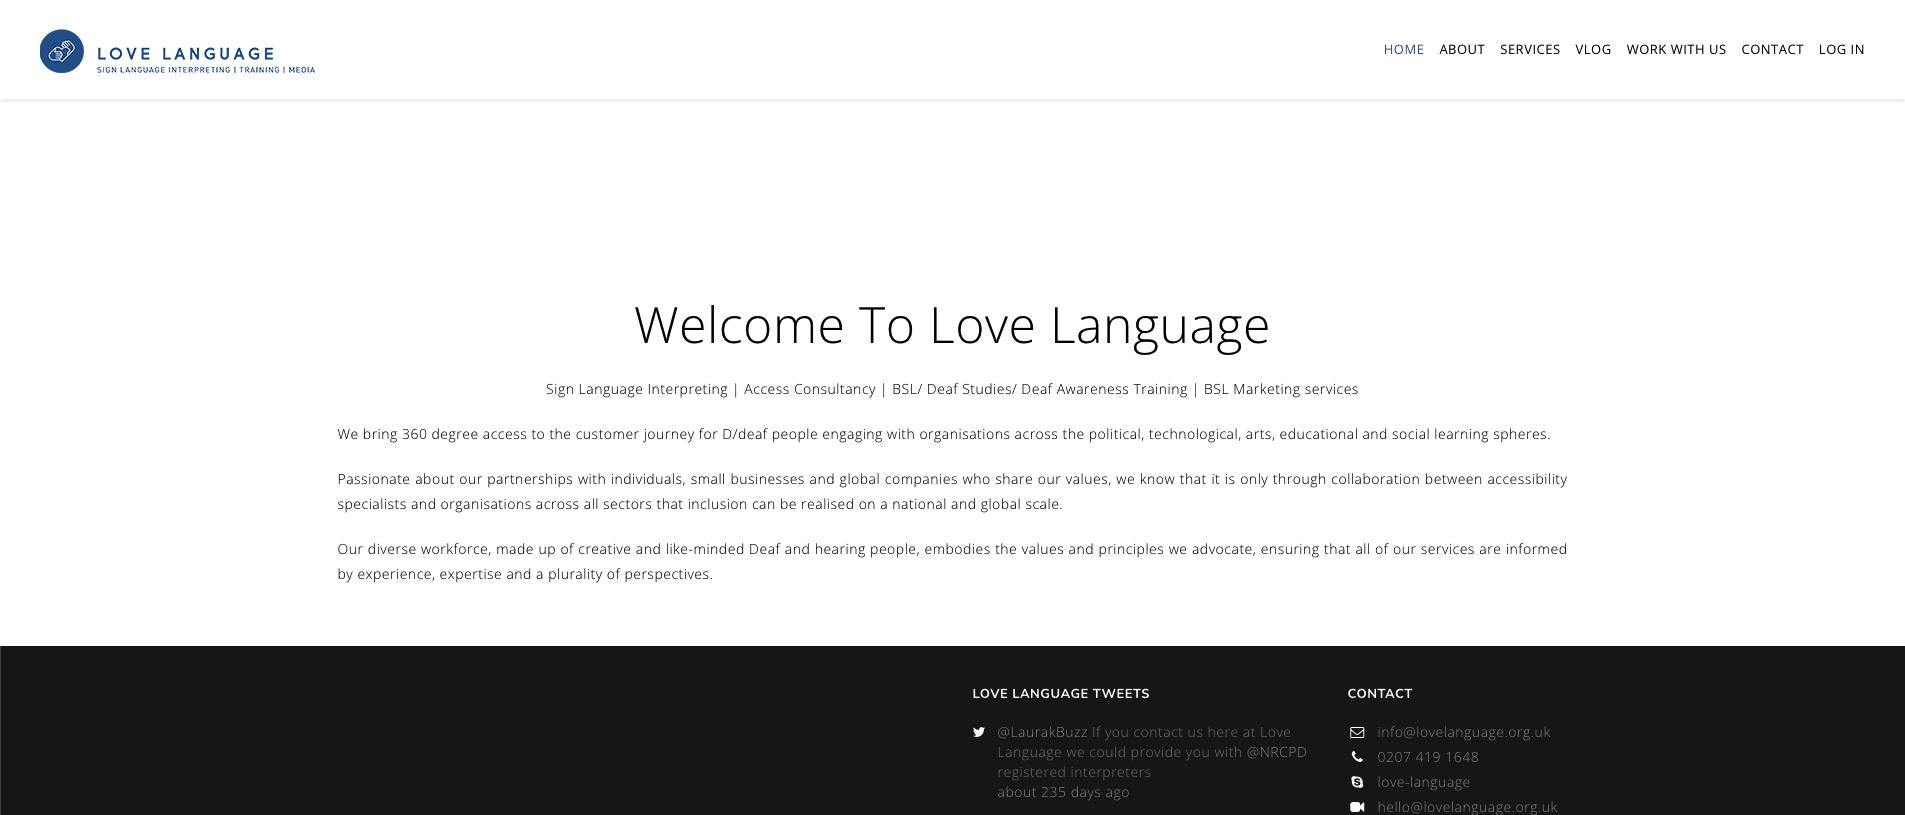 LOVE LANGUAGE
SIGN LANGUAGE INTERPRETING | TRAINING | MEDIA
HOME ABOUT SERVICES VLOG WORK WITH US CONTACT LOG IN
Welcome To Love Language
Sign Language Interpreting | Access Consultancy | BSL/ Deaf Studies/ Deaf Awareness Training | BSL Marketing services
We bring 360 degree access to the customer journey for D/deaf people engaging with organisations across the political, technological, arts, educational and social learning spheres.
Passionate about our partnerships with individuals, small businesses and global companies who share our values, we know that it is only through collaboration between accessibility
specialists and organisations across all sectors that inclusion can be realised on a national and global scale.
Our diverse workforce, made up of creative and like-minded Deaf and hearing people, embodies the values and principles we advocate, ensuring that all of our services are informed
by experience, expertise and a plurality of perspectives.
LOVE LANGUAGE TWEETS
@LaurakBuzz If you contact us here at Love
Language we could provide you with @NRCPD
registered interpreters
about 235 days ago
CONTACT
info@lovelanguage.org.uk
0207 419 1648
love-language
hello@lovelanguage.org.uk